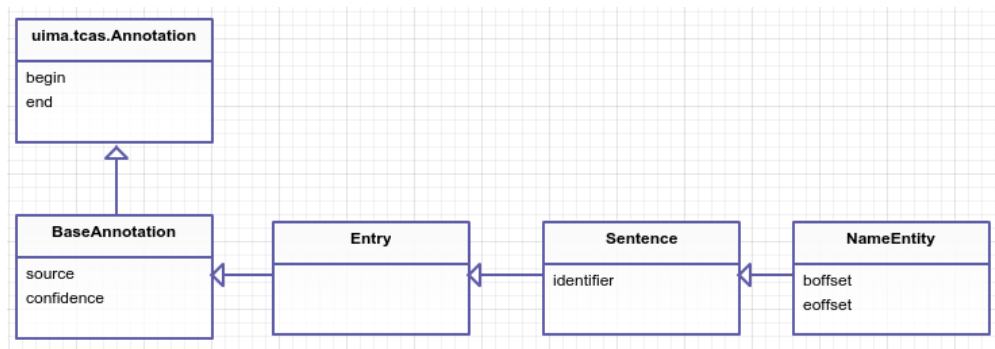 uima.tcas.Annotation
begin
end
BaseAnnotation
source
confidence
Entry
Sentence
identifier
NameEntity
boffset
eoffset